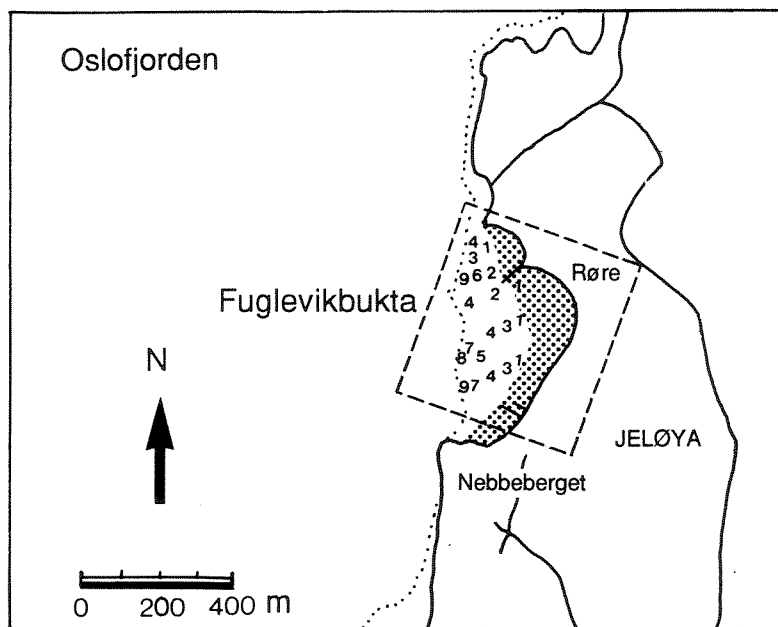 Oslofjorden
4 1
3
Røre
9 6 2
1
2
Fuglevikbukta
4
3 1
4
7
N
8 5
3 1
4
9 7
JELØYA
Nebbeberget
0 200 400 m